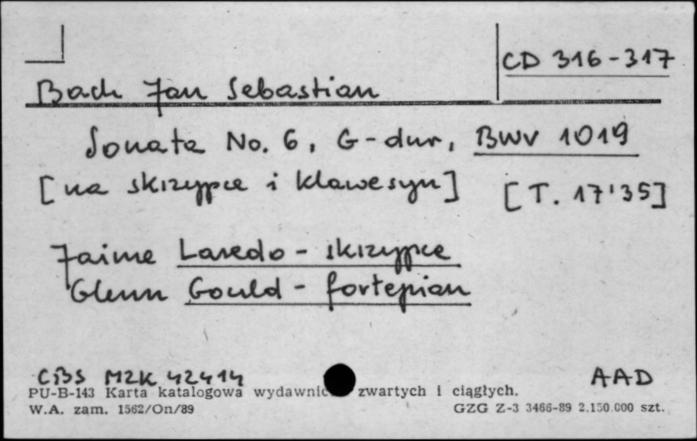 CD 316-317
Bach Jan Sebastian
Sonata No. 6, G-dur, BWV 1019
[na skrzypce i klawesyn] [T. 17'35]
Jaime Laredo - skrzypce
Glenn Gould - fortepian
CBS M2K 42414 AAD
PU-B-143 Karta katalogowa wydawnic zwartych i ciągłych.
W.A. zam. 1562/On/89 GZG Z-3 3466-89 2.150.000 szt.